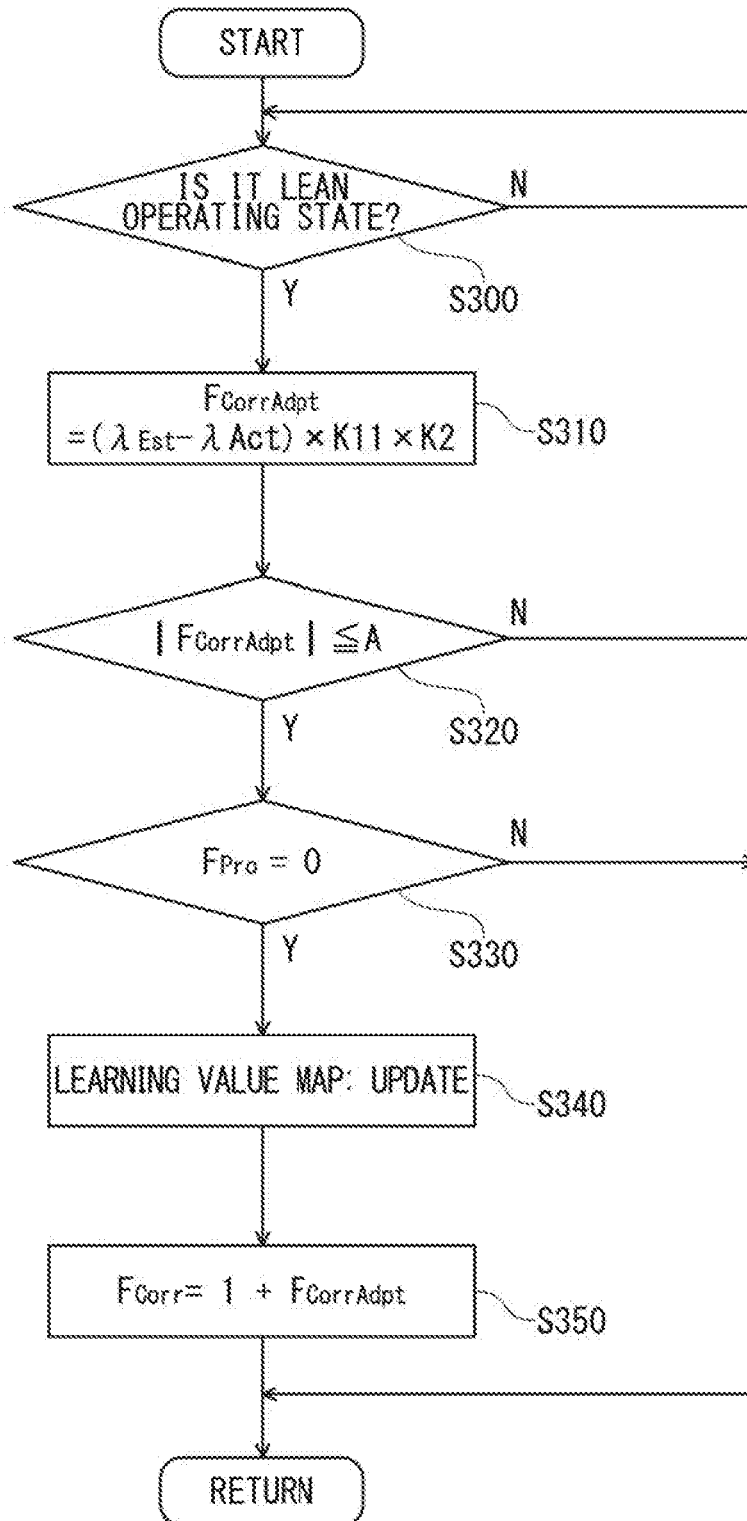 START
IS IT LEAN
OPERATING STATE?
N
Y
S300
FCorrAdpt
=(λEst-λAct)×K11×K2
S310
|FCorrAdpt|≦A
N
Y
S320
FPro = 0
N
Y
S330
LEARNING VALUE MAP: UPDATE
S340
FCorr= 1 + FCorrAdpt
S350
RETURN